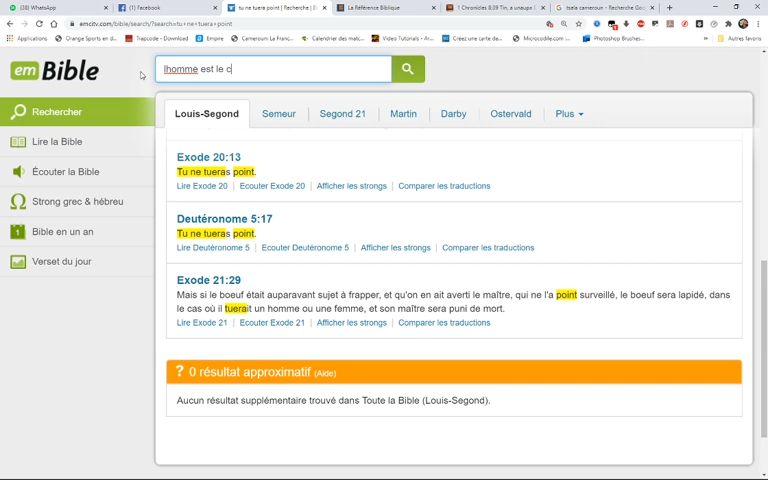 (38) WhatsApp
(1) Facebook
tu ne tuera point | Recherche | E
La Référence Biblique
1 Chronicles 8:09 Tin, a unaupe i
tsela cameroun - Recherche Goo
emcitv.com/bible/search/?search=tu+ne+tuera+point
Applications
Orange Sports en d...
Trapcode - Download
Empire
Cameroun La Franç...
Calendrier des matc...
Video Tutorials - Ar...
Créez une carte de...
Microcodile.com :...
Photoshop Brushes...
»
Autres favoris
emBible
lhomme est le c
Rechercher
Lire la Bible
Écouter la Bible
Strong grec & hébreu
Bible en un an
Verset du jour
Louis-Segond
Semeur
Segond 21
Martin
Darby
Ostervald
Plus
Exode 20:13
Tu ne tueras point.
Lire Exode 20 | Ecouter Exode 20 | Afficher les strongs | Comparer les traductions
Deutéronome 5:17
Tu ne tueras point.
Lire Deutéronome 5 | Ecouter Deutéronome 5 | Afficher les strongs | Comparer les traductions
Exode 21:29
Mais si le boeuf était auparavant sujet à frapper, et qu'on en ait averti le maître, qui ne l'a point surveillé, le boeuf sera lapidé, dans
le cas où il tuerait un homme ou une femme, et son maître sera puni de mort.
Lire Exode 21 | Ecouter Exode 21 | Afficher les strongs | Comparer les traductions
? 0 résultat approximatif (Aide)
Aucun résultat supplémentaire trouvé dans Toute la Bible (Louis-Segond).